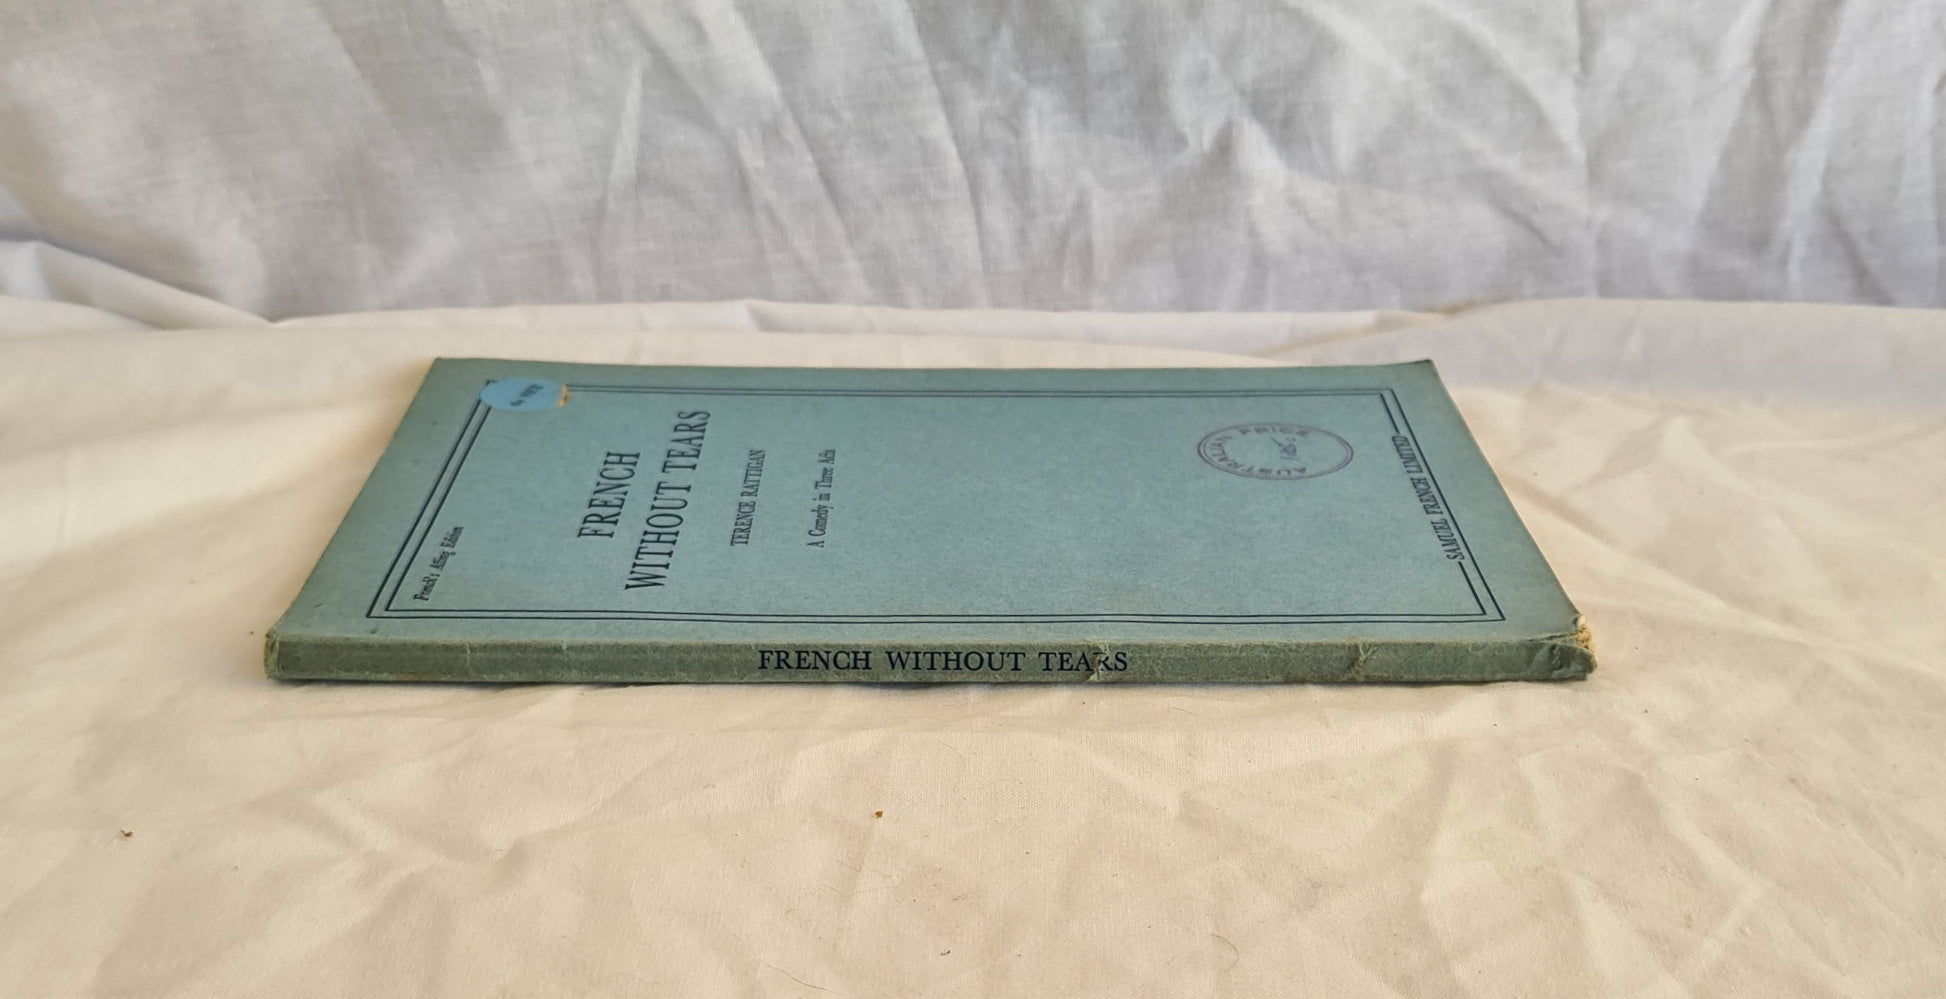 French's Acting Edition
FRENCH
WITHOUT TEARS
TERENCE RATTIGAN
A Comedy in Three Acts
AUSTRALIAN PRICE
SAMUEL FRENCH LIMITED
FRENCH WITHOUT TEARS